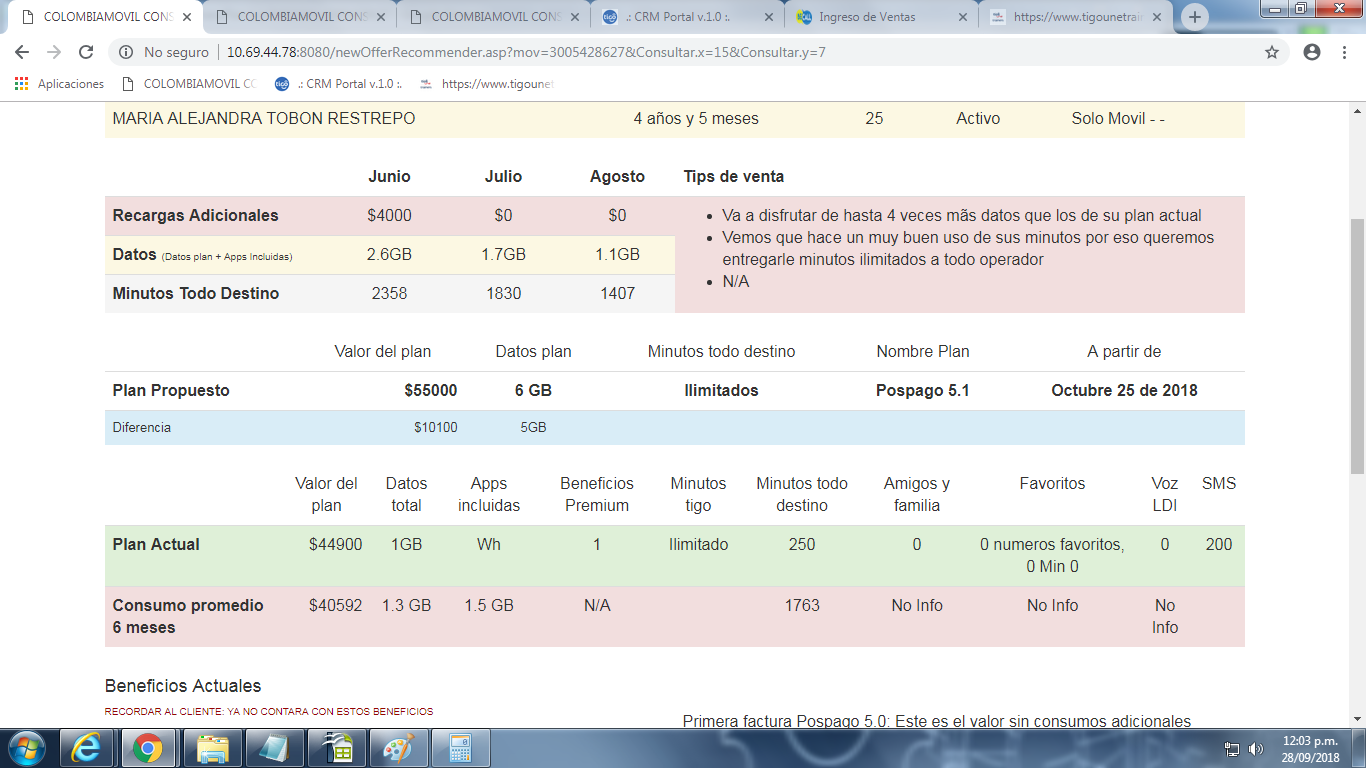 COLOMBIAMOVIL CONS
COLOMBIAMOVIL CONS
COLOMBIAMOVIL CONS
.: CRM Portal v.1.0 :.
Ingreso de Ventas
https://www.tigounetrai
No seguro
10.69.44.78:8080/newOfferRecommender.asp?mov=3005428627&Consultar.x=15&Consultar.y=7
Aplicaciones
COLOMBIAMOVIL CO
.: CRM Portal v.1.0 :.
https://www.tigounet
MARIA ALEJANDRA TOBON RESTREPO 4 años y 5 meses 25 Activo Solo Movil - -
Junio Julio Agosto Tips de venta
Recargas Adicionales $4000 $0 $0
Datos (Datos plan + Apps Incluidas) 2.6GB 1.7GB 1.1GB
Minutos Todo Destino 2358 1830 1407
• Va a disfrutar de hasta 4 veces mãs datos que los de su plan actual
• Vemos que hace un muy buen uso de sus minutos por eso queremos
entregarle minutos ilimitados a todo operador
• N/A
Valor del plan Datos plan Minutos todo destino Nombre Plan A partir de
Plan Propuesto $55000 6 GB Ilimitados Pospago 5.1 Octubre 25 de 2018
Diferencia $10100 5GB
Valor del plan
Datos total
Apps incluidas
Beneficios Premium
Minutos tigo
Minutos todo destino
Amigos y familia
Favoritos
Voz LDI
SMS
Plan Actual $44900 1GB Wh 1 Ilimitado 250 0 0 numeros favoritos, 0 Min 0 0 200
Consumo promedio 6 meses $40592 1.3 GB 1.5 GB N/A 1763 No Info No Info No Info
Beneficios Actuales
RECORDAR AL CLIENTE: YA NO CONTARA CON ESTOS BENEFICIOS
Primera factura Pospago 5.0: Este es el valor sin consumos adicionales
12:03 p.m.
28/09/2018